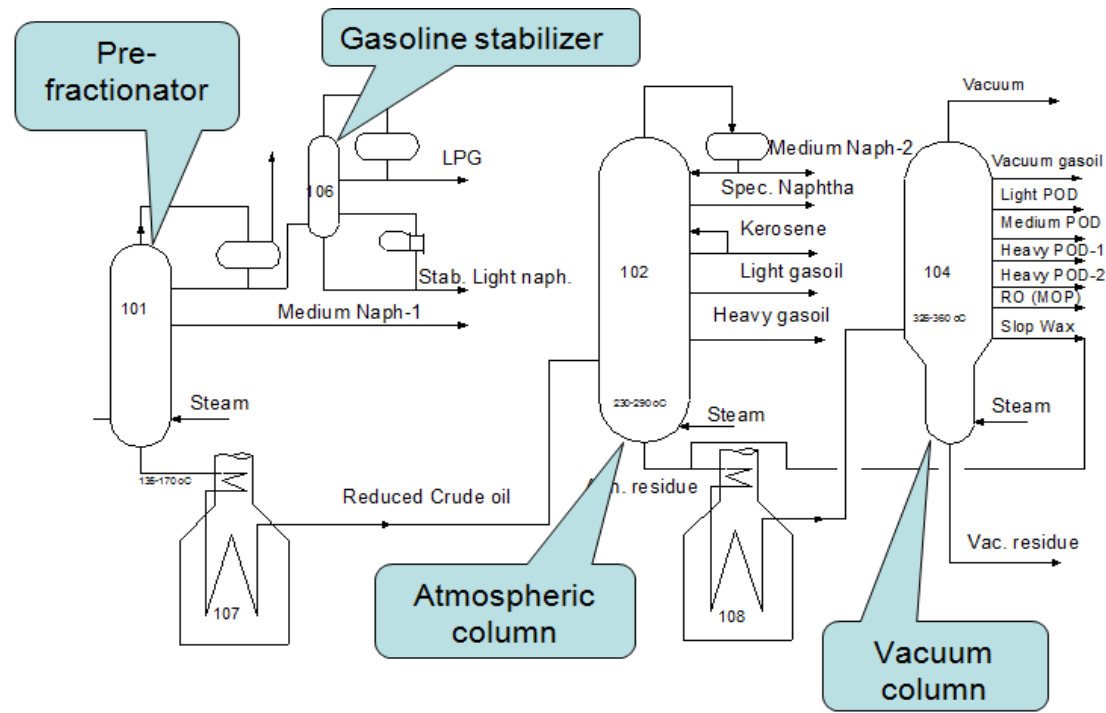 Pre-
fractionator
Gasoline stabilizer
106
LPG
Stab. Light naph.
101
Medium Naph-1
Steam
135-170 oC
107
Reduced Crude oil
102
230-290 oC
Medium Naph-2
Spec. Naphtha
Kerosene
Light gasoil
Heavy gasoil
Steam
residue
108
Atmospheric
column
104
325-360 oC
Vacuum
Vacuum gasoil
Light POD
Medium POD
Heavy POD-1
Heavy POD-2
RO (MOP)
Slop Wax
Steam
Vac. residue
Vacuum
column